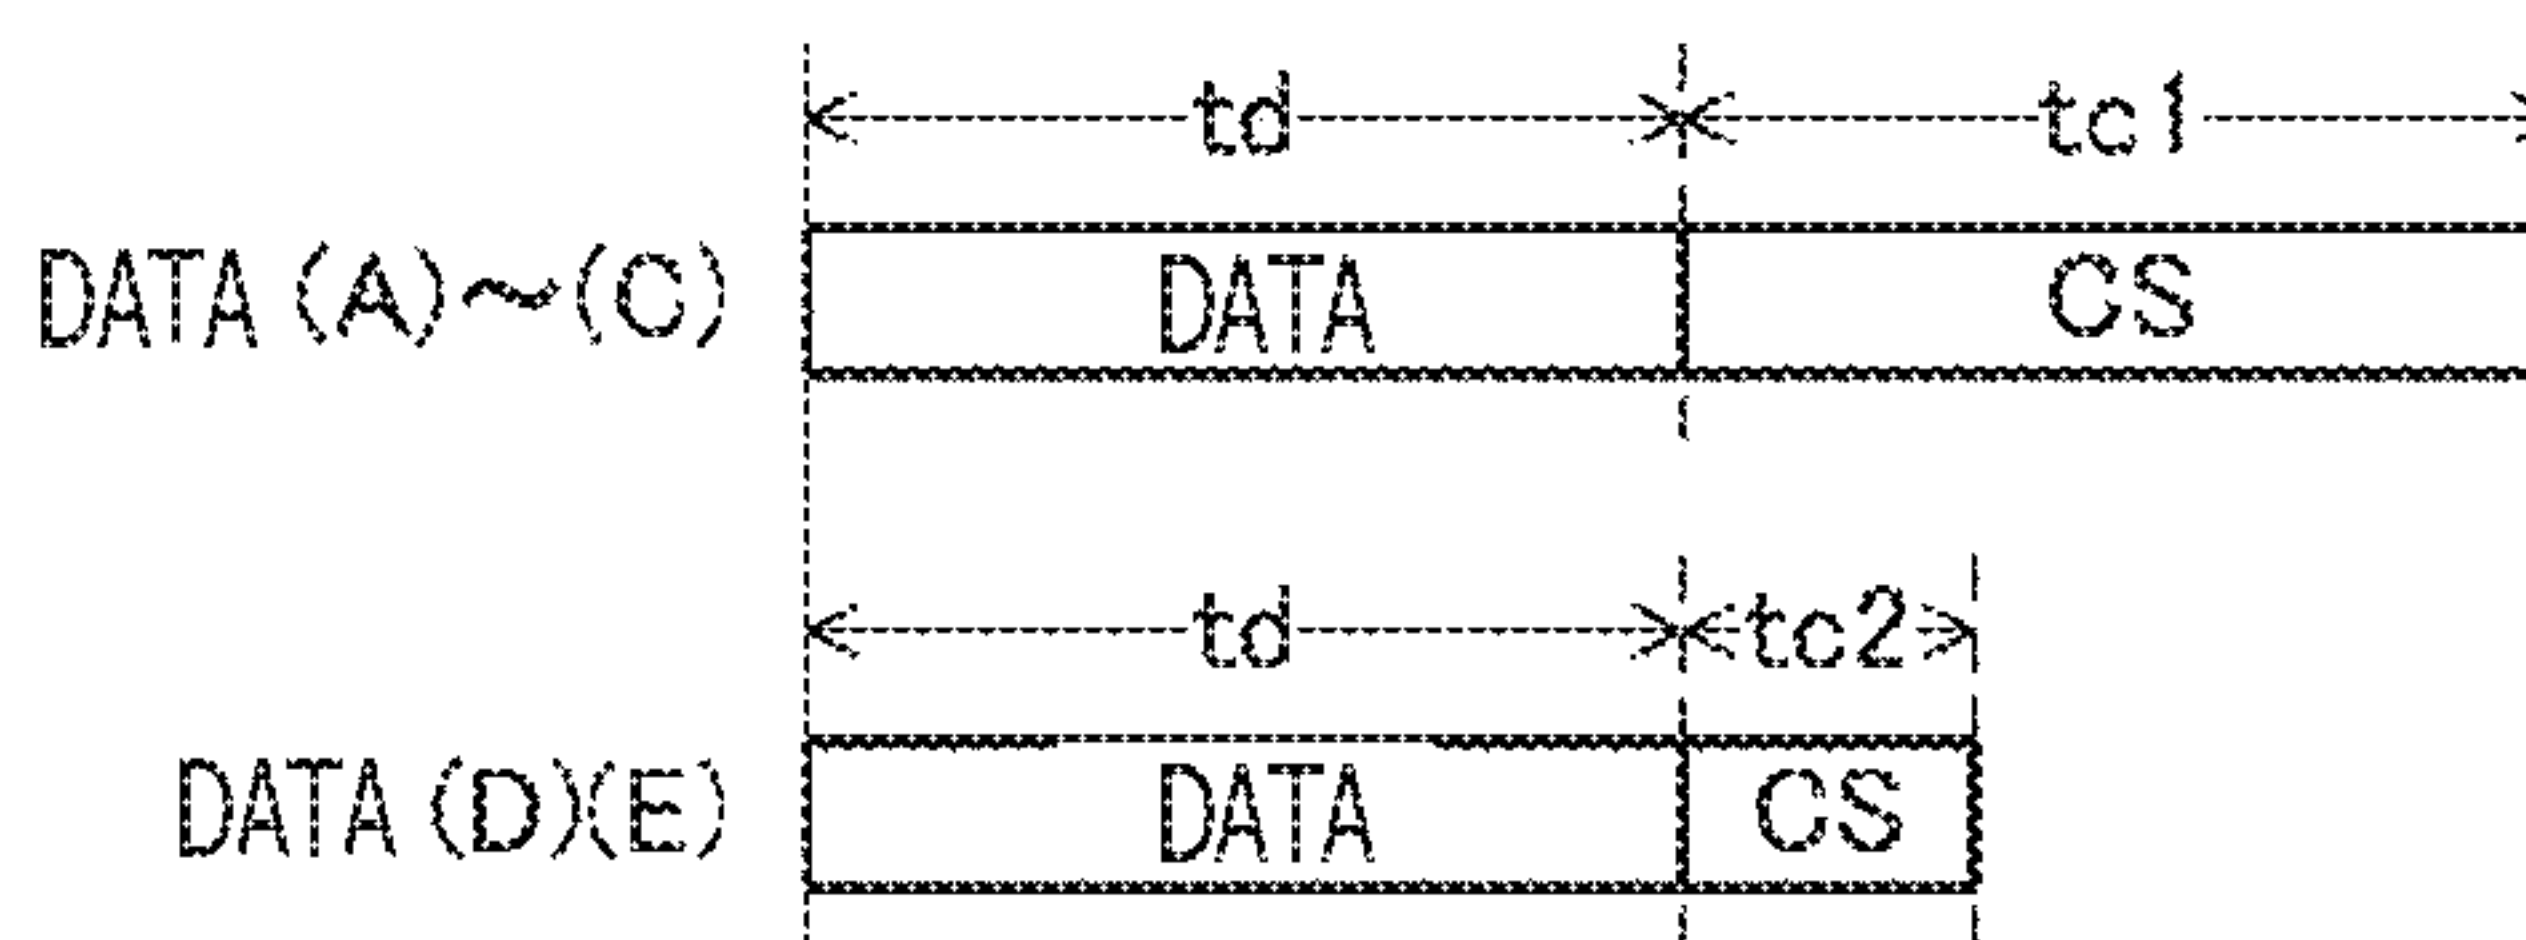 td tc1
DATA (A)~(C) DATA CS
td tc2
DATA (D)(E) DATA CS